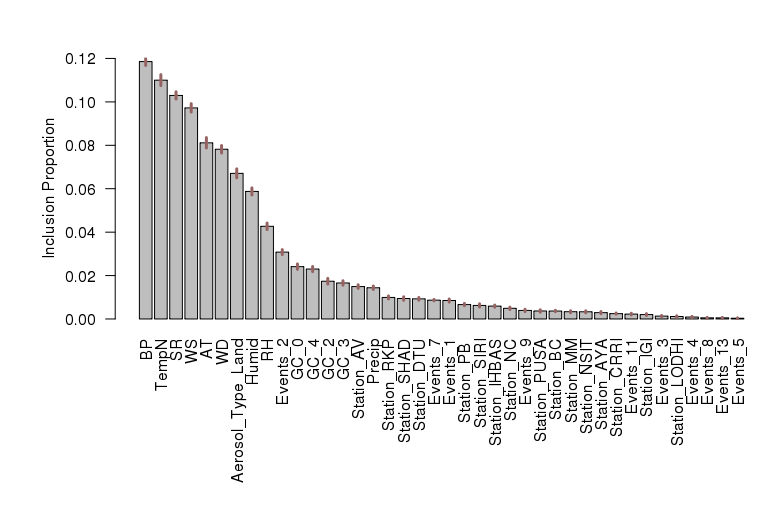 Inclusion Proportion
0.12
0.10
0.08
0.06
0.04
0.02
0.00
BP
TempN
SR
WS
AT
WD
Aerosol_Type_Land
Humid
RH
Events_2
GC_0
GC_4
GC_2
GC_3
Station_AV
Precip
Station_RKP
Station_SHAD
Station_DTU
Events_7
Events_1
Station_PB
Station_SIRI
Station_IHBAS
Station_NC
Events_9
Station_PUSA
Station_BC
Station_MM
Station_NSIT
Station_AYA
Station_CRRI
Events_11
Station_IGI
Events_3
Station_LODHI
Events_4
Events_8
Events_13
Events_5